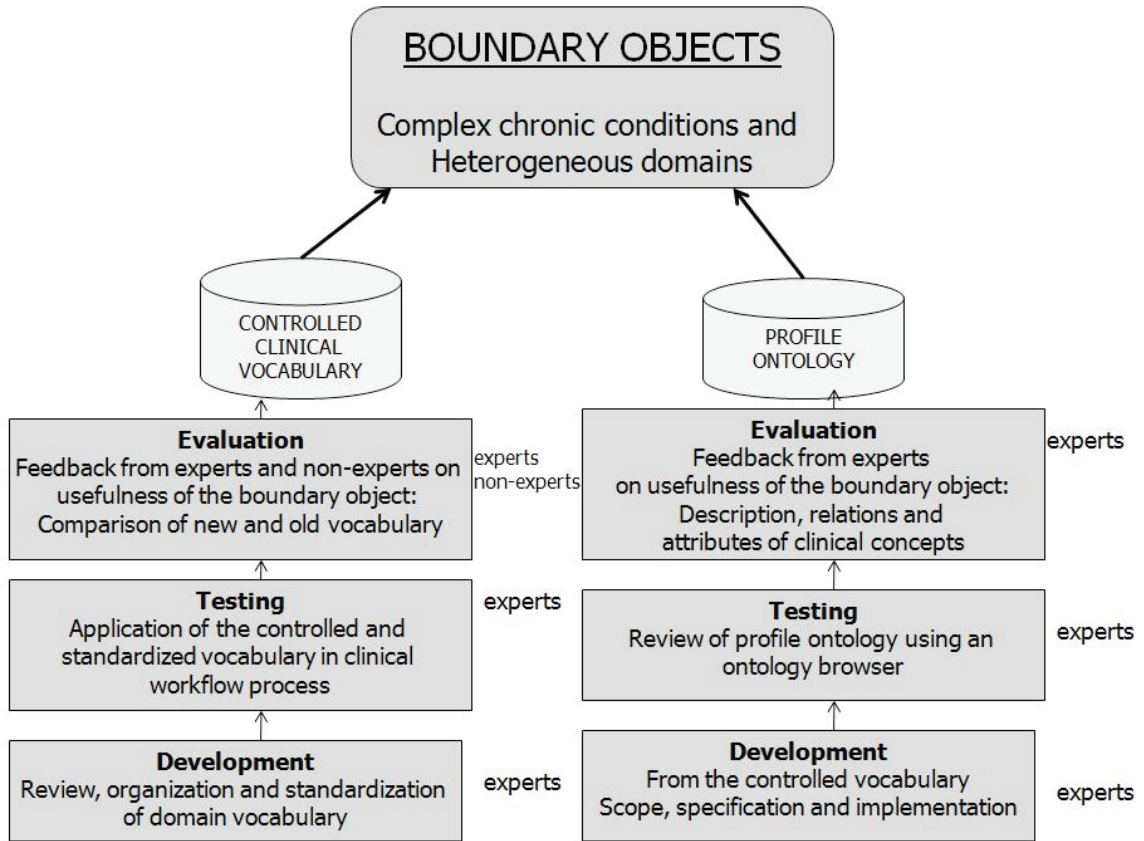 BOUNDARY OBJECTS
Complex chronic conditions and
Heterogeneous domains
CONTROLLED
CLINICAL
VOCABULARY
PROFILE
ONTOLOGY
Evaluation
Feedback from experts and non-experts on
usefulness of the boundary object:
Comparison of new and old vocabulary
experts
non-experts
Evaluation
Feedback from experts
on usefulness of the boundary object:
Description, relations and
attributes of clinical concepts
experts
Testing
Application of the controlled and
standardized vocabulary in clinical
workflow process
experts
Testing
Review of profile ontology using an
ontology browser
experts
Development
Review, organization and standardization
of domain vocabulary
experts
Development
From the controlled vocabulary
Scope, specification and implementation
experts